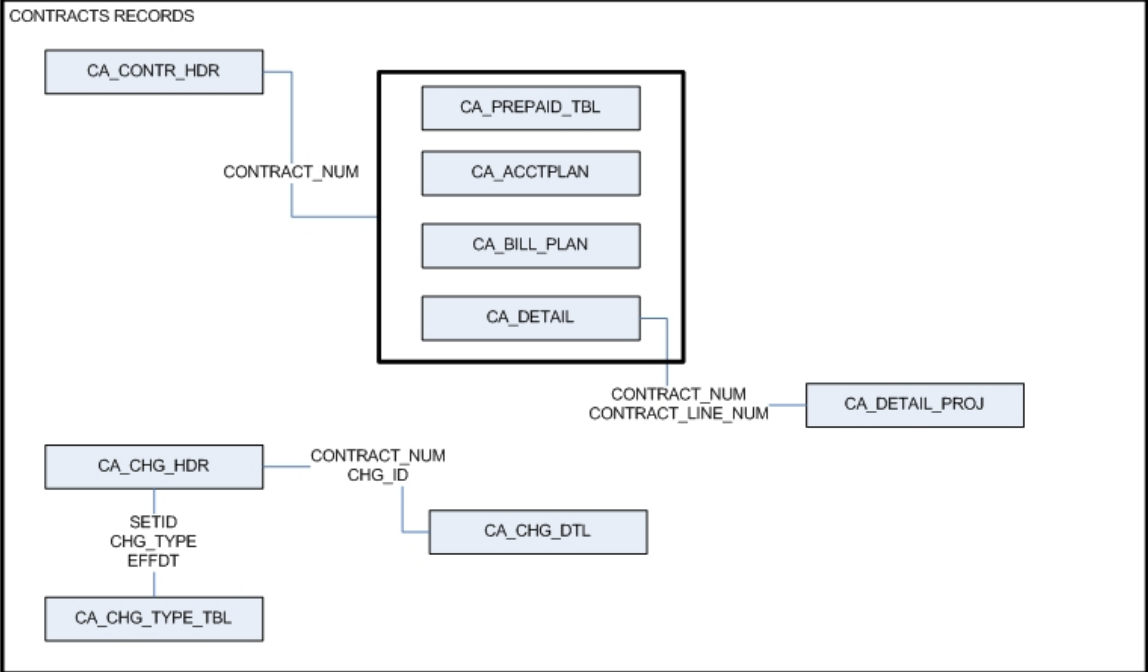 CONTRACTS RECORDS
CA_CONTR_HDR
CA_PREPAID_TBL
CONTRACT_NUM
CA_ACCTPLAN
CA_BILL_PLAN
CA_DETAIL
CONTRACT_NUM
CONTRACT_LINE_NUM
CA_DETAIL_PROJ
CA_CHG_HDR
CONTRACT_NUM
CHG_ID
CA_CHG_DTL
SETID
CHG_TYPE
EFFDT
CA_CHG_TYPE_TBL